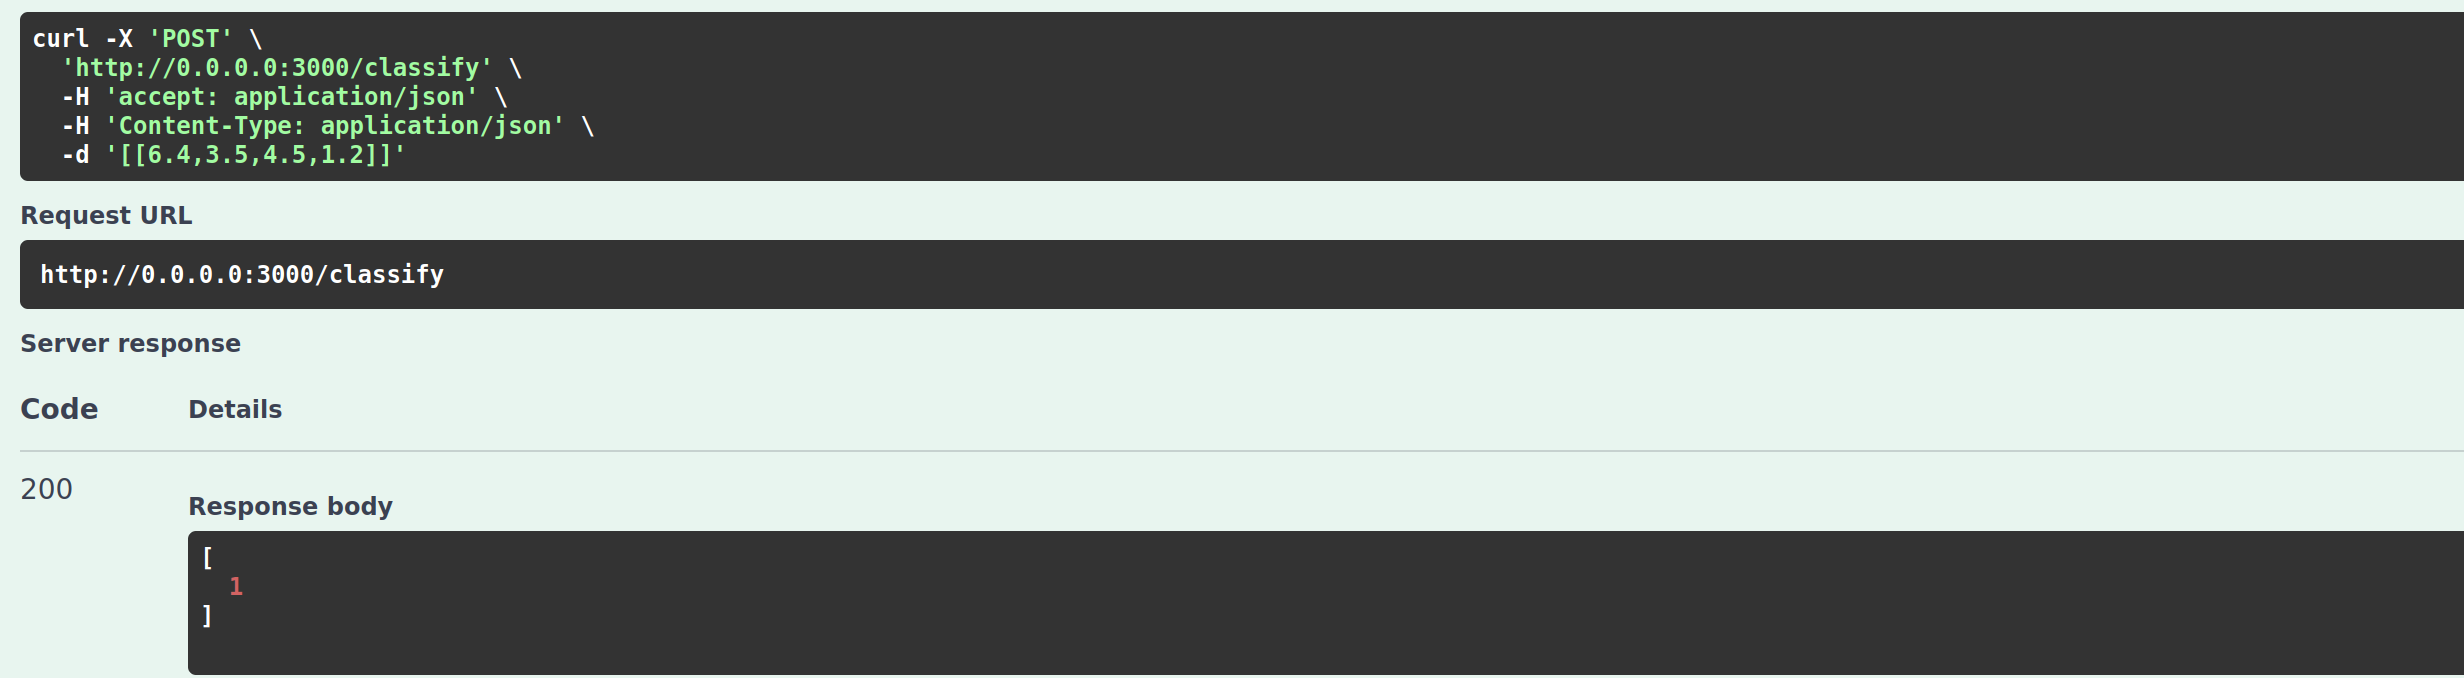 curl -X 'POST' \
  'http://0.0.0.0:3000/classify' \
  -H 'accept: application/json' \
  -H 'Content-Type: application/json' \
  -d '[[6.4,3.5,4.5,1.2]]'
Request URL
http://0.0.0.0:3000/classify
Server response
Code Details
200
Response body
[
  1
]